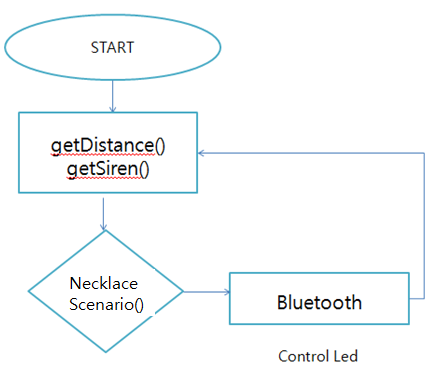 START
getDistance()
getSiren()
Necklace
Scenario()
Bluetooth
Control Led